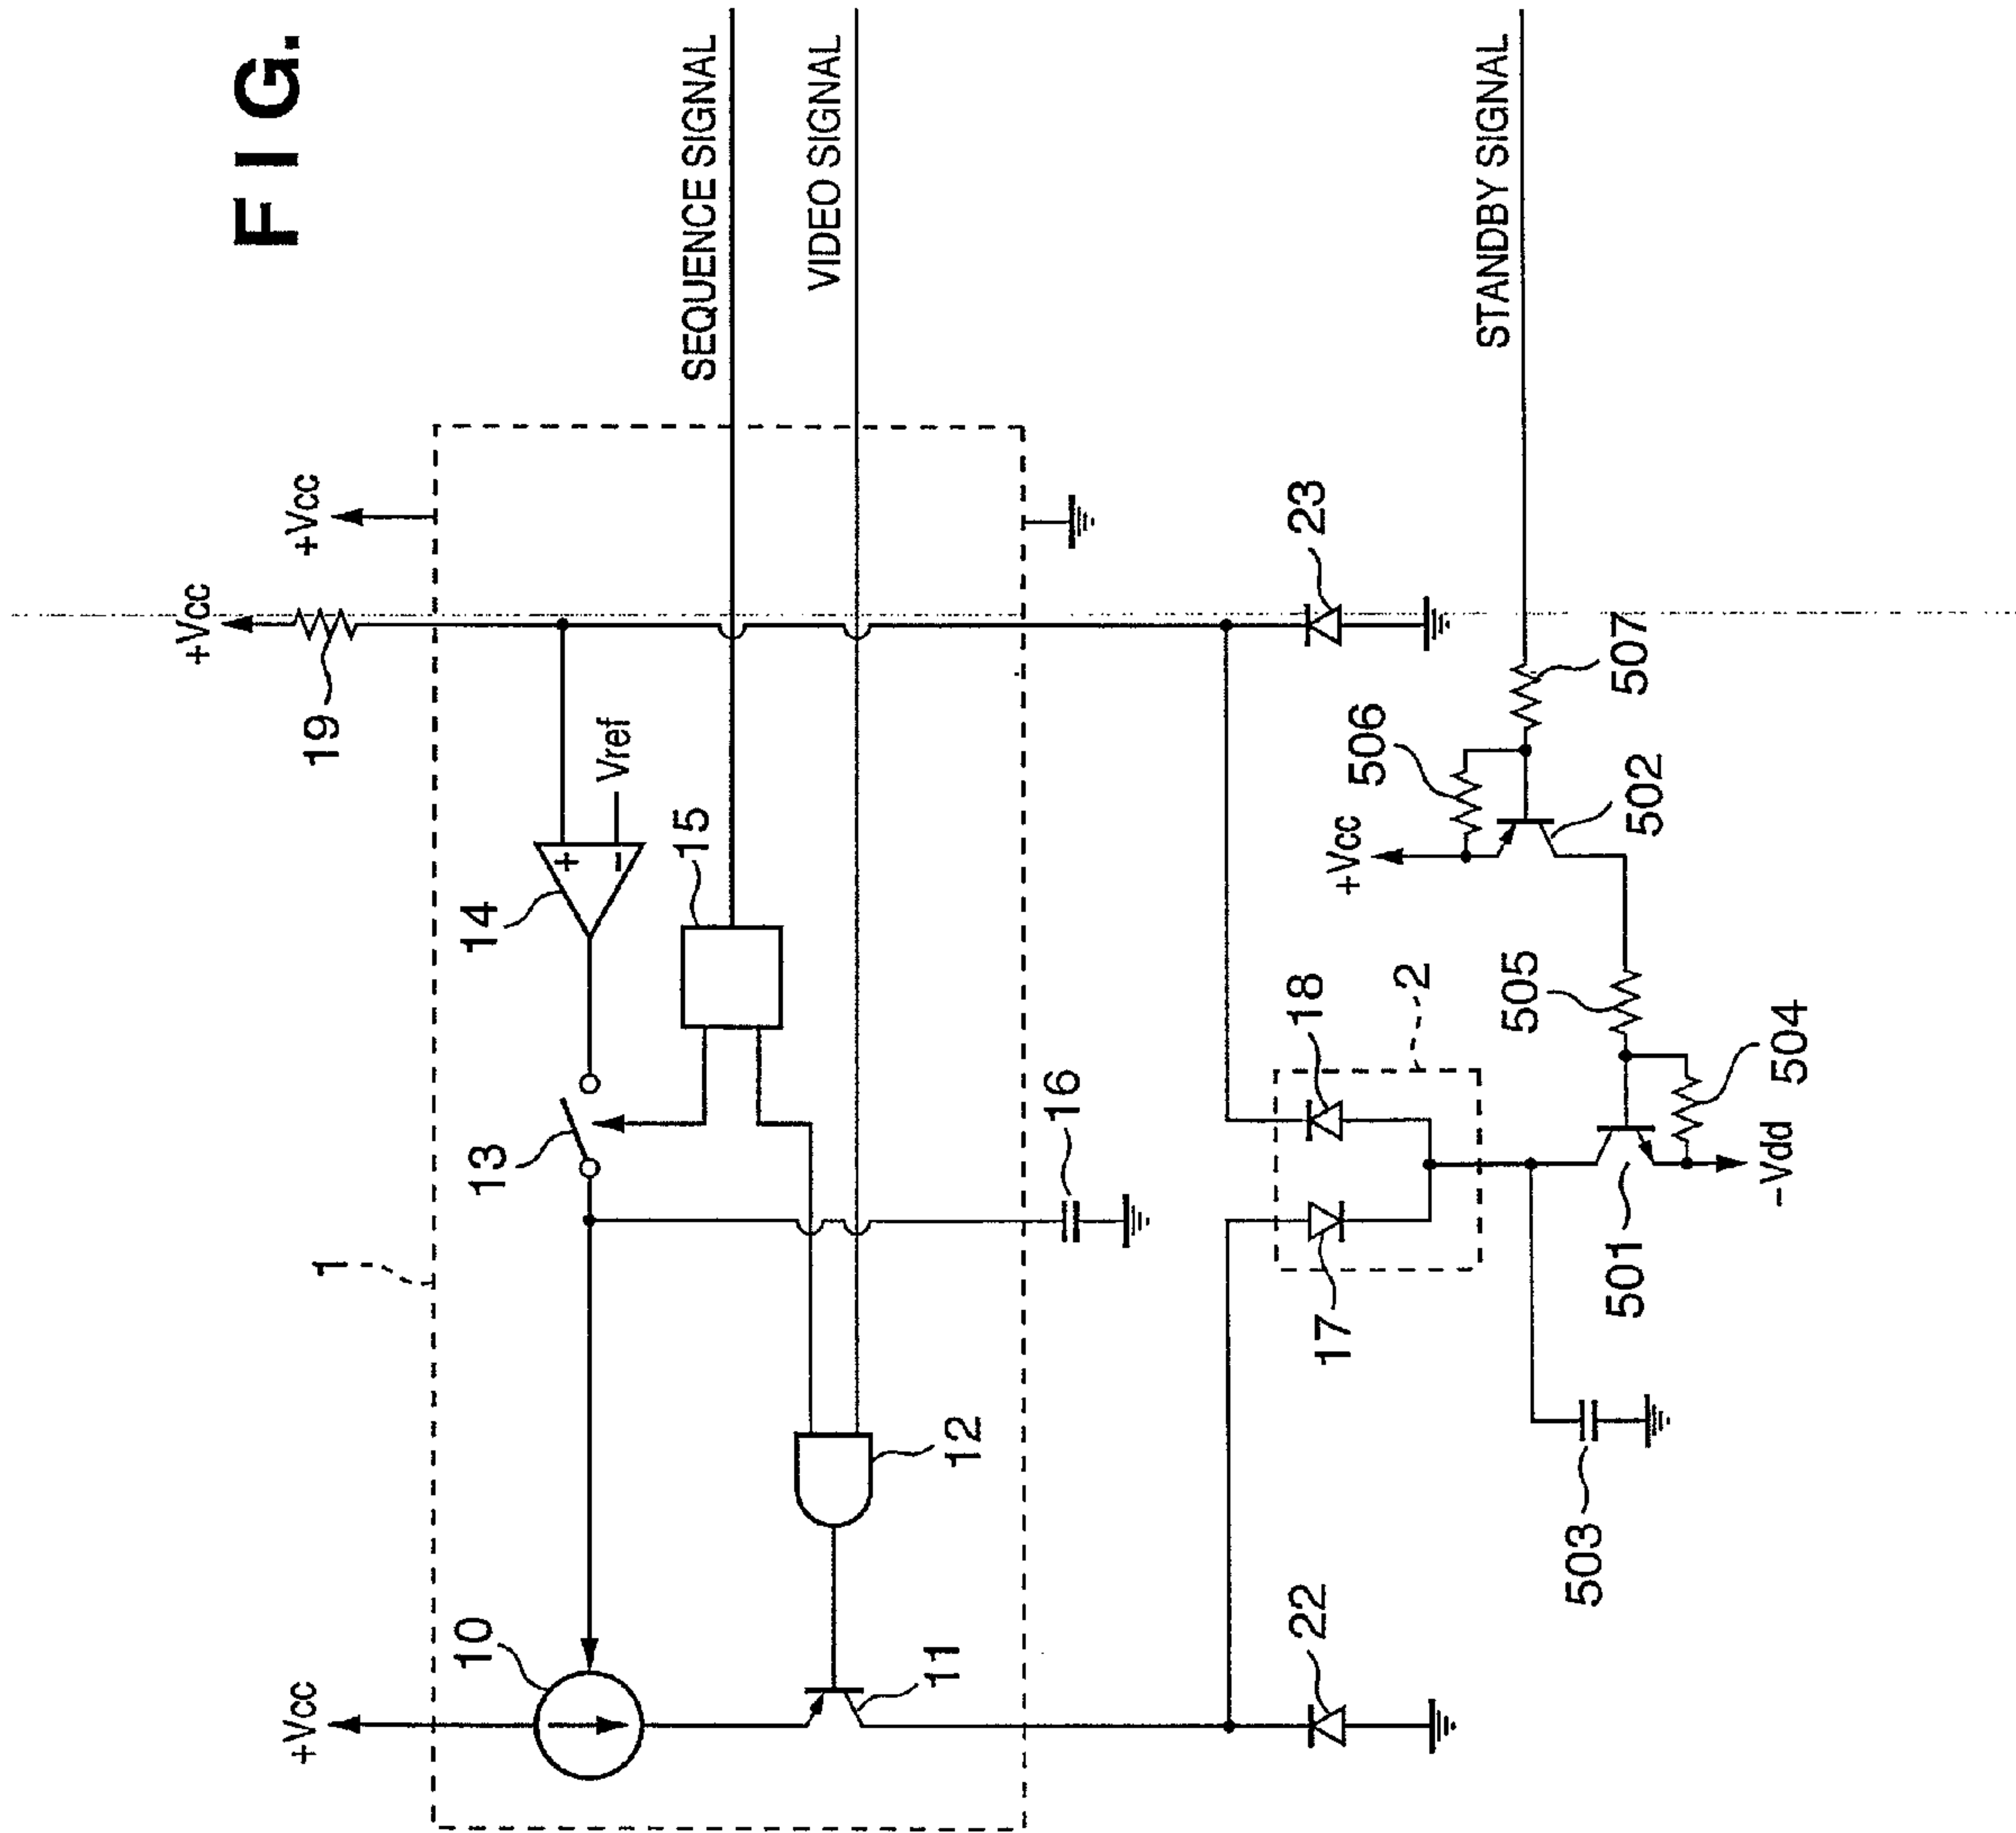 FIG.
SEQUENCE SIGNAL
VIDEO SIGNAL
STANDBY SIGNAL
+Vcc
+Vcc
19
23
507
506
Vref
+Vcc
502
15
+
−
14
18
2
505
504
13
16
−Vdd
1
17
501
12
503
10
11
22
+Vcc